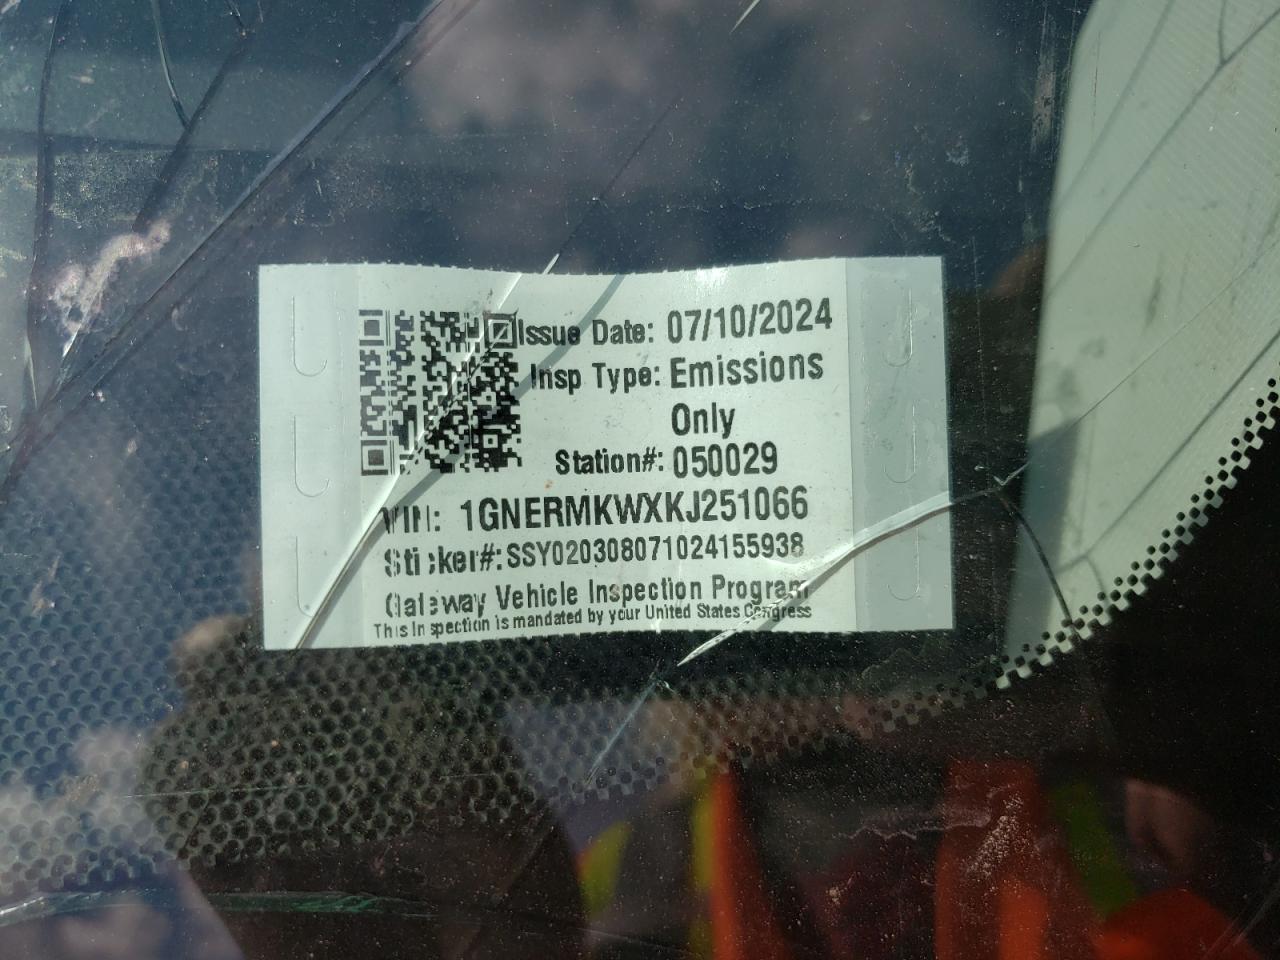 Issue Date: 07/10/2024
Insp Type: Emissions
Only
Station#: 050029
VIN: 1GNERMKWXKJ251066
Sticker#: SSY020308071024155938
Gateway Vehicle Inspection Program
This Inspection is mandated by your United States Congress